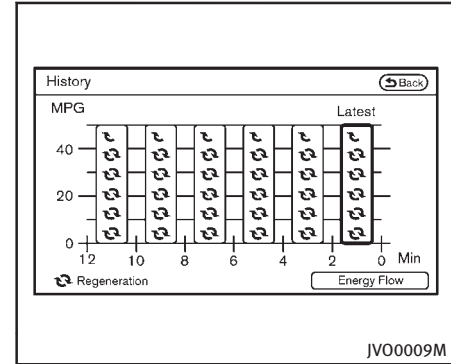 History
Back
MPG
Latest
40
20
0
12 10 8 6 4 2 0 Min
Regeneration
Energy Flow
JVO0009M